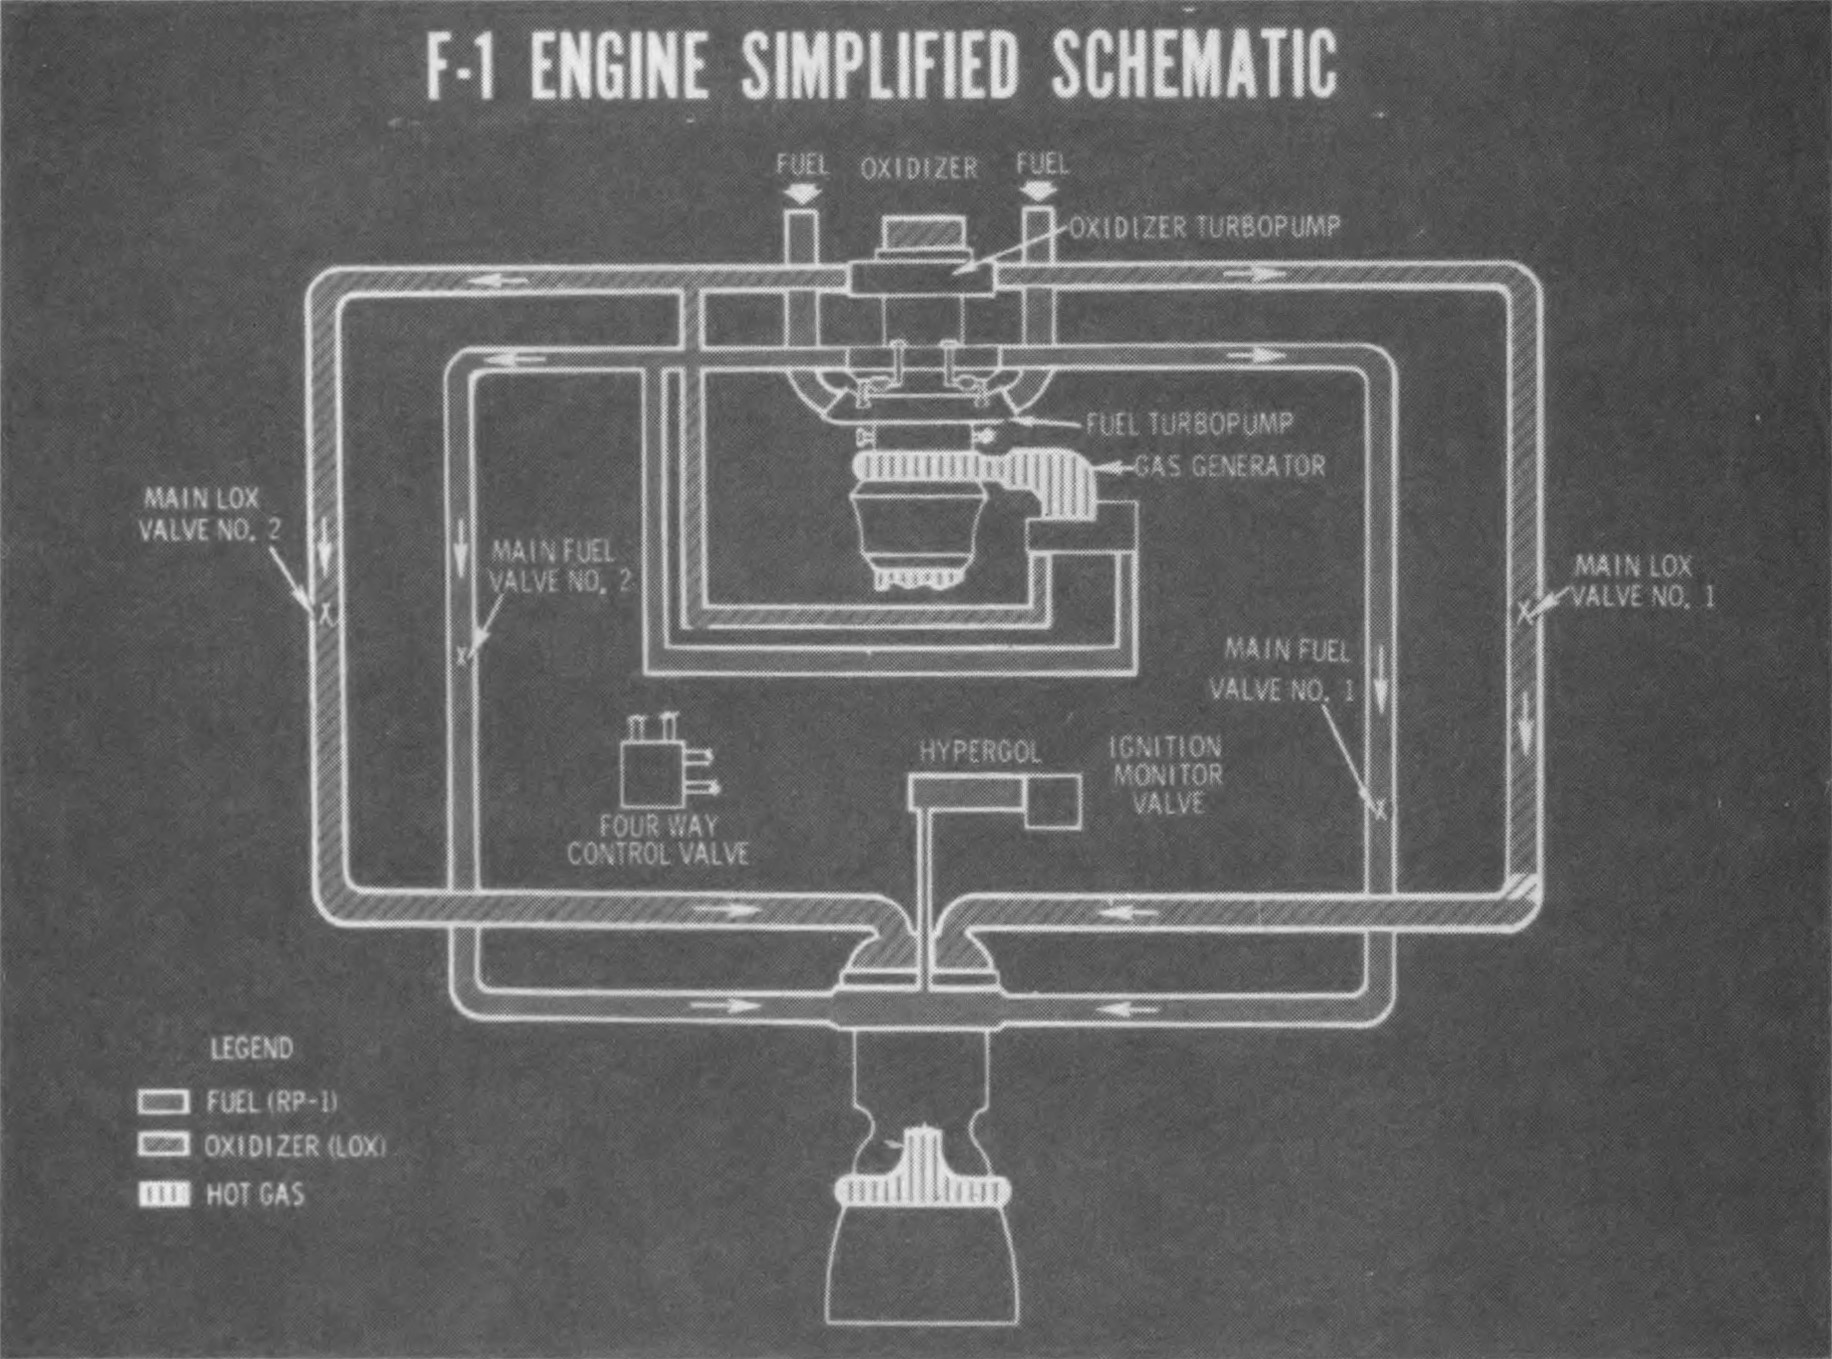 F-1 ENGINE SIMPLIFIED SCHEMATIC
FUEL
OXIDIZER
FUEL
OXIDIZER TURBOPUMP
FUEL TURBOPUMP
GAS GENERATOR
MAIN LOX
VALVE NO. 2
MAIN FUEL
VALVE NO. 2
MAIN LOX
VALVE NO. 1
MAIN FUEL
VALVE NO. 1
HYPERGOL
IGNITION
MONITOR
VALVE
FOUR WAY
CONTROL VALVE
LEGEND
FUEL (RP-1)
OXIDIZER (LOX)
HOT GAS